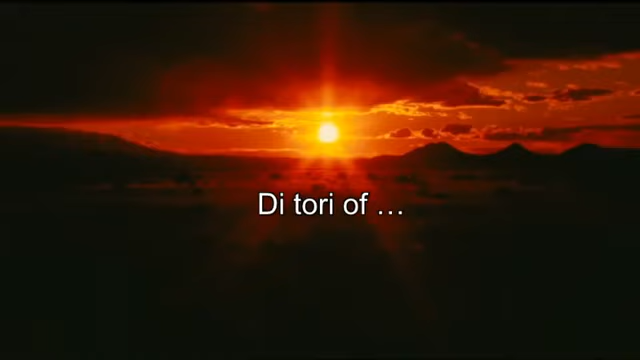 Di tori of …